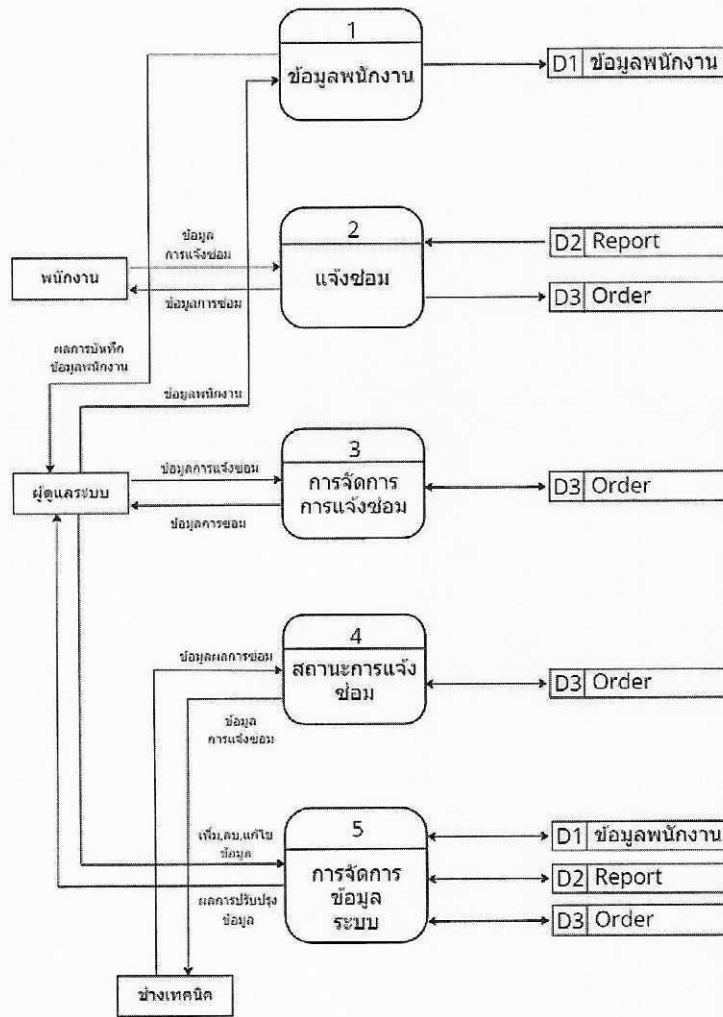 1
ข้อมูลพนักงาน
D1 ข้อมูลพนักงาน
ข้อมูล
การแจ้งซ่อม
2
แจ้งซ่อม
D2 Report
พนักงาน
ข้อมูลการซ่อม
D3 Order
ผลการบันทึก
ข้อมูลพนักงาน
ข้อมูลพนักงาน
3
การจัดการ
การแจ้งซ่อม
ข้อมูลการแจ้งซ่อม
D3 Order
ผู้ดูแลระบบ
ข้อมูลการซ่อม
4
สถานะการแจ้ง
ซ่อม
ข้อมูลผลการซ่อม
D3 Order
ข้อมูล
การแจ้งซ่อม
5
การจัดการ
ข้อมูล
ระบบ
เพิ่ม,ลบ,แก้ไข
ข้อมูล
D1 ข้อมูลพนักงาน
D2 Report
ผลการปรับปรุง
ข้อมูล
D3 Order
ช่างเทคนิค